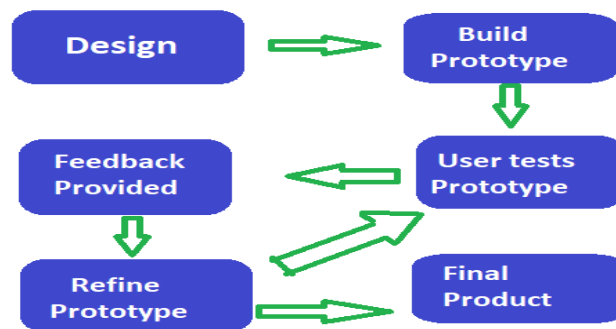 Design
Build
Prototype
User tests
Prototype
Feedback
Provided
Refine
Prototype
Final
Product